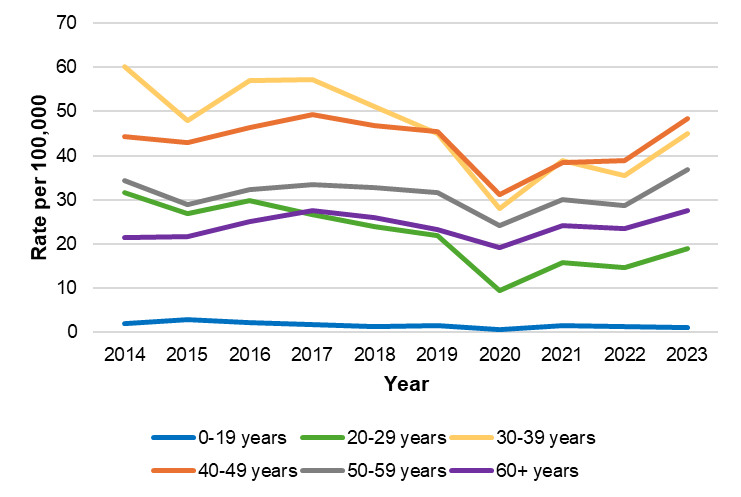 70
60
50
40
30
20
10
0
Rate per 100,000
2014 2015 2016 2017 2018 2019 2020 2021 2022 2023
Year
0-19 years 20-29 years 30-39 years
40-49 years 50-59 years 60+ years